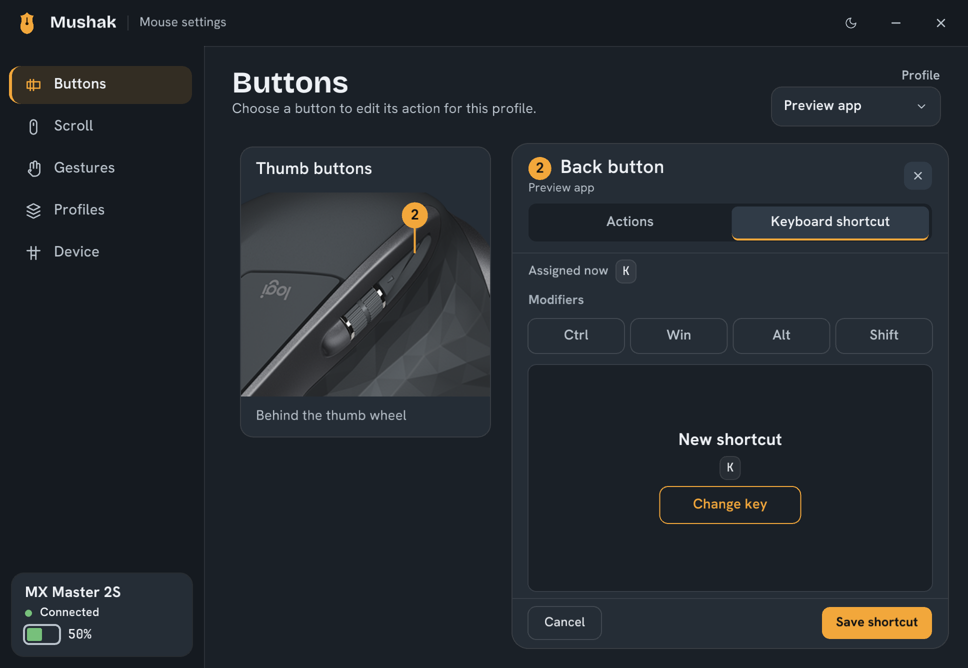 Mushak
Mouse settings
Buttons
Scroll
Gestures
Profiles
Device
MX Master 2S
Connected
50%
Buttons
Choose a button to edit its action for this profile.
Profile
Preview app
Thumb buttons
2
logi
Behind the thumb wheel
2 Back button
Preview app
Actions
Keyboard shortcut
Assigned now K
Modifiers
Ctrl
Win
Alt
Shift
New shortcut
K
Change key
Cancel
Save shortcut